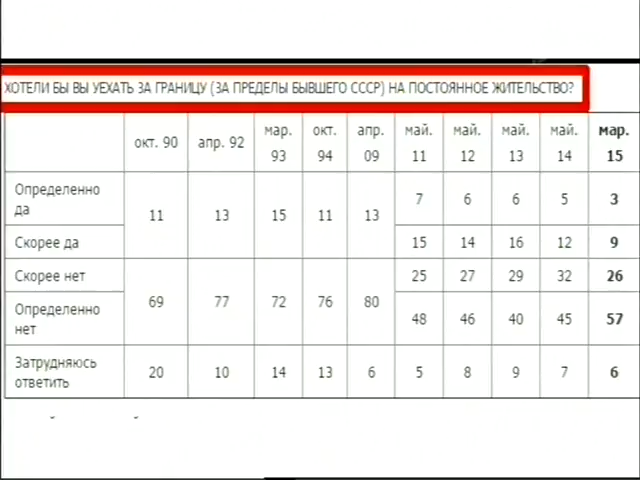 ХОТЕЛИ БЫ ВЫ УЕХАТЬ ЗА ГРАНИЦУ (ЗА ПРЕДЕЛЫ БЫВШЕГО СССР) НА ПОСТОЯННОЕ ЖИТЕЛЬСТВО?
окт. 90 апр. 92 мар. 93 окт. 94 апр. 09 май. 11 май. 12 май. 13 май. 14 мар. 15
Определенно да 11 13 15 11 13 7 6 6 5 3
Скорее да 15 14 16 12 9
Скорее нет 69 77 72 76 80 25 27 29 32 26
Определенно нет 48 46 40 45 57
Затрудняюсь ответить 20 10 14 13 6 5 8 9 7 6